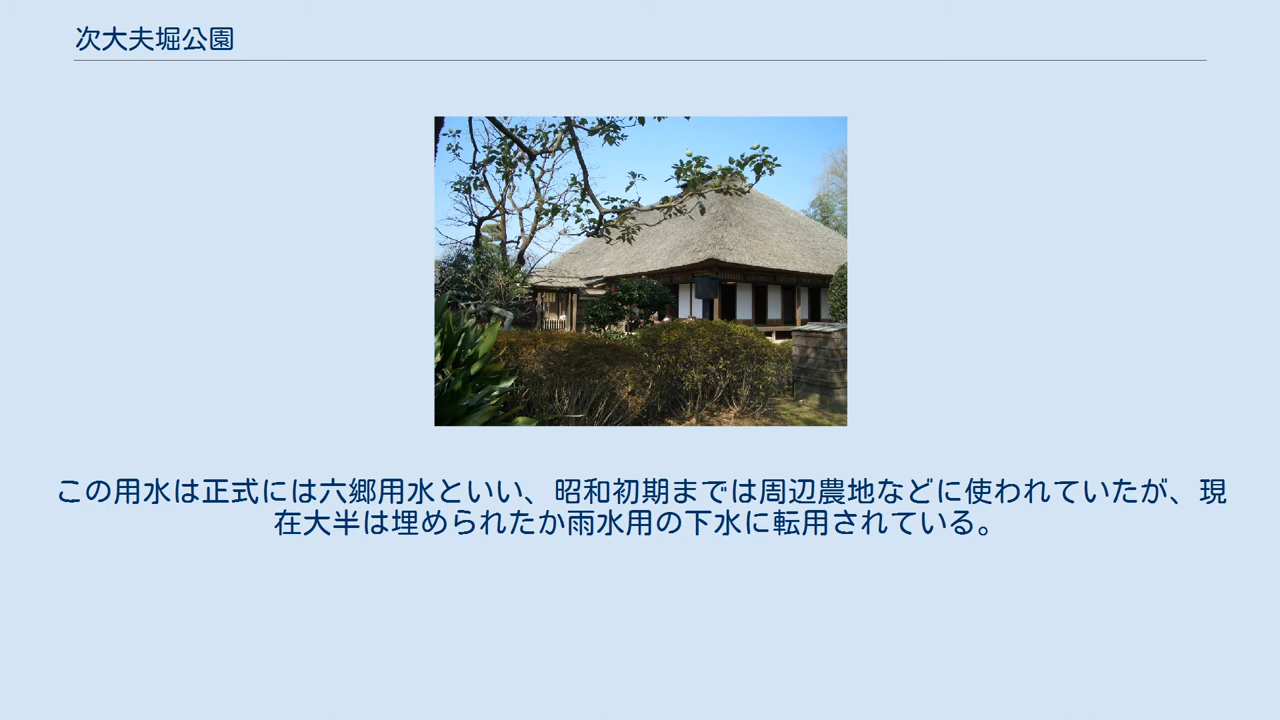 次大夫堀公園
この用水は正式には六郷用水といい、昭和初期までは周辺農地などに使われていたが、現
在大半は埋められたか雨水用の下水に転用されている。